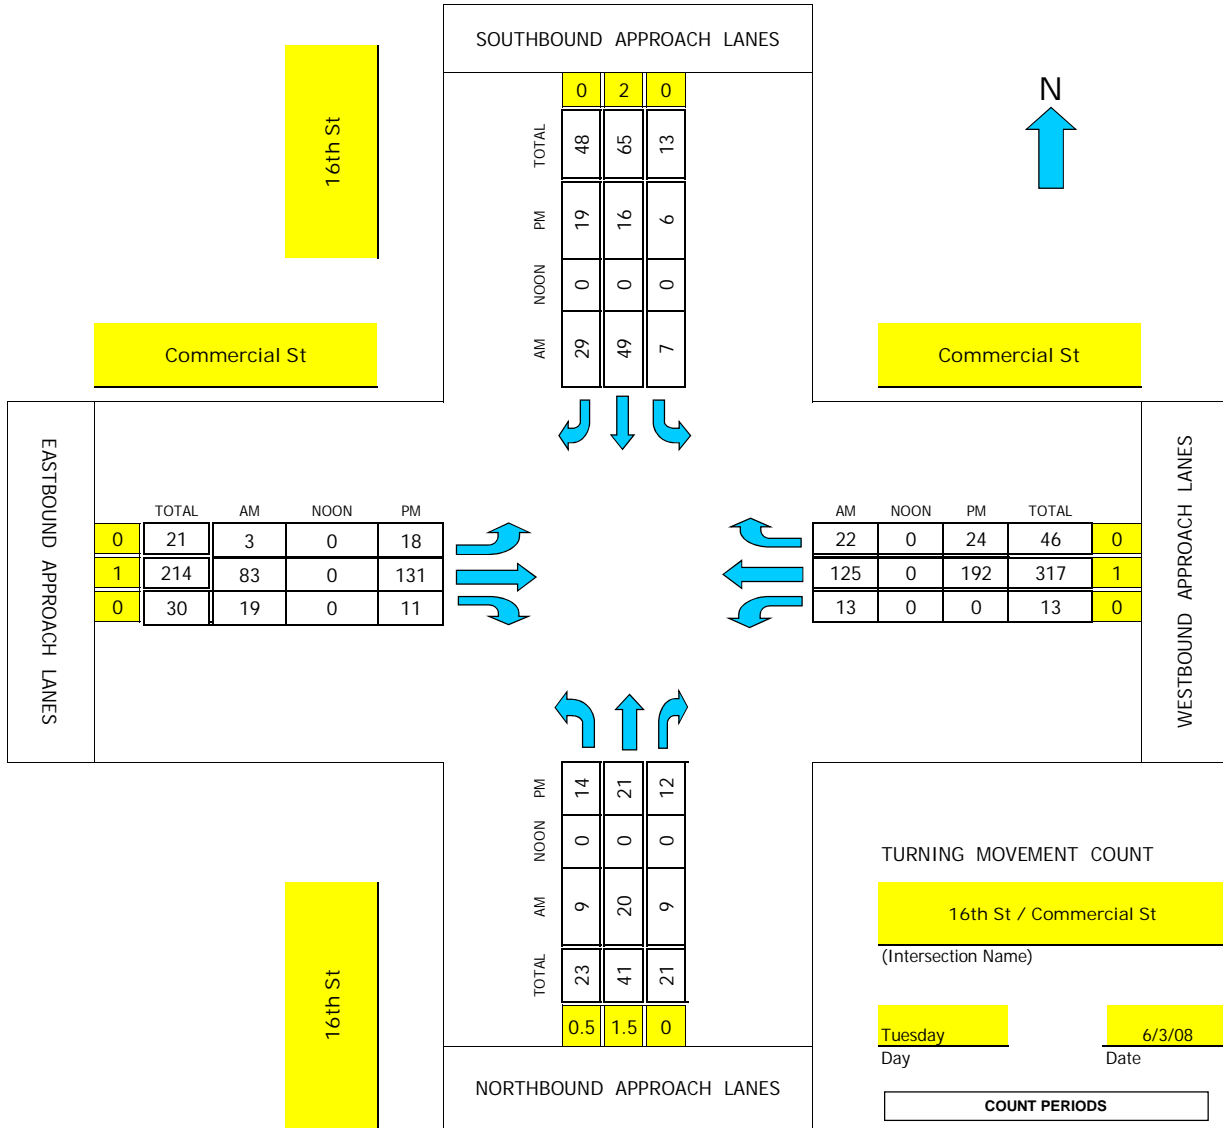 SOUTHBOUND APPROACH LANES
0 2 0
16th St
N
TOTAL 48 65 13
PM 19 16 6
NOON 0 0 0
AM 29 49 7
Commercial St
Commercial St
EASTBOUND APPROACH LANES
TOTAL AM NOON PM
0 21 3 0 18
1 214 83 0 131
0 30 19 0 11
AM NOON PM TOTAL
22 0 24 46 0
125 0 192 317 1
13 0 0 13 0
WESTBOUND APPROACH LANES
PM 14 21 12
NOON 0 0 0
AM 9 20 9
TOTAL 23 41 21
0.5 1.5 0
16th St
NORTHBOUND APPROACH LANES
TURNING MOVEMENT COUNT
16th St / Commercial St
(Intersection Name)
Tuesday 6/3/08
Day Date
COUNT PERIODS